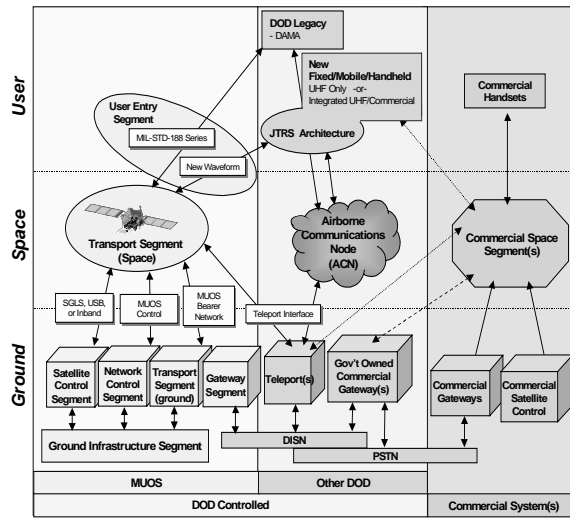 User
Space
Ground
DOD Legacy
- DAMA
New
Fixed/Mobile/Handheld
UHF Only -or-
Integrated UHF/Commercial
Commercial
Handsets
User Entry
Segment
MIL-STD-188 Series
New Waveform
JTRS Architecture
Transport Segment
(Space)
Airborne
Communications
Node
(ACN)
Commercial Space
Segment(s)
SGLS, USB,
or Inband
MUOS
Control
MUOS
Bearer
Network
Teleport Interface
Satellite
Control
Segment
Network
Control
Segment
Transport
Segment
(ground)
Gateway
Segment
Teleport(s)
Gov't Owned
Commercial
Gateway(s)
Commercial
Gateways
Commercial
Satellite
Control
Ground Infrastructure Segment
DISN
PSTN
MUOS
Other DOD
DOD Controlled
Commercial System(s)